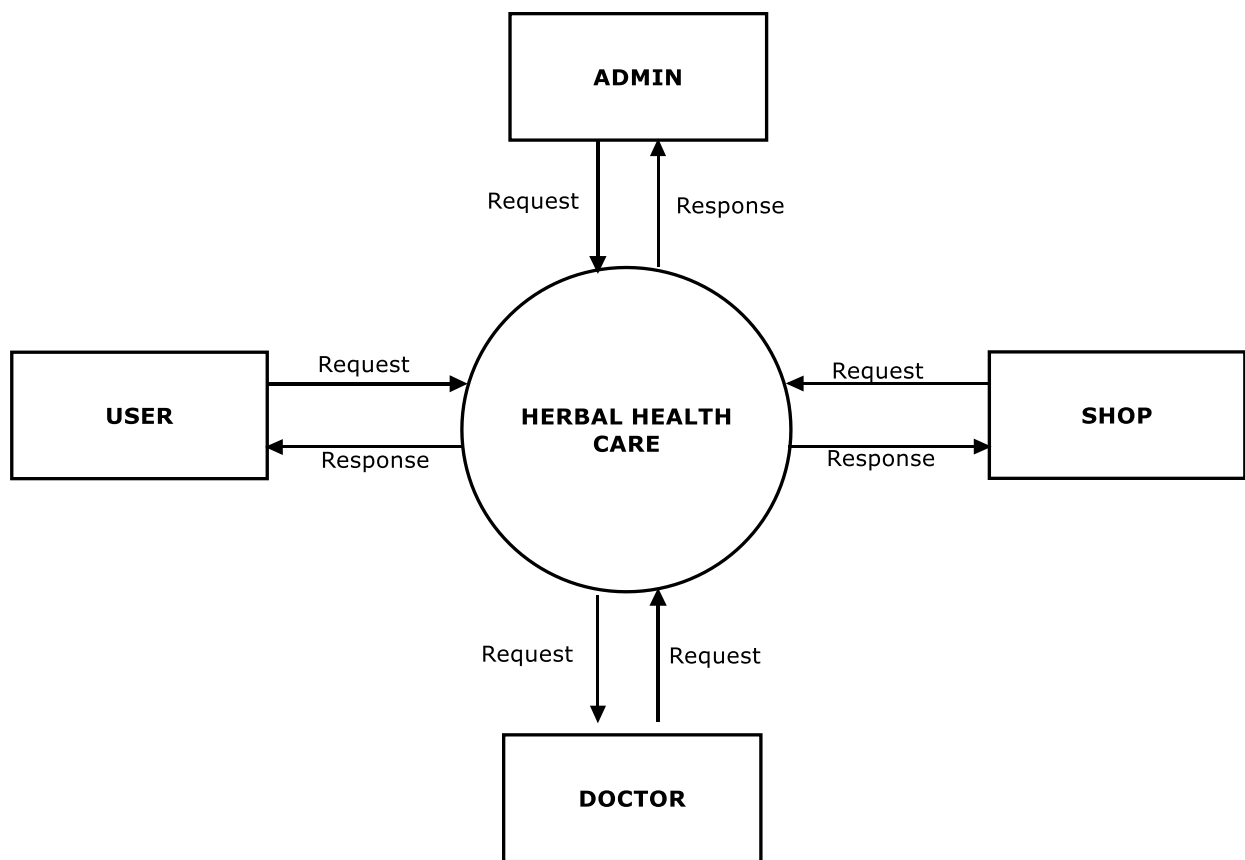 ADMIN
Request
Response
Request
Request
USER
HERBAL HEALTH
CARE
SHOP
Response
Response
Request
Request
DOCTOR